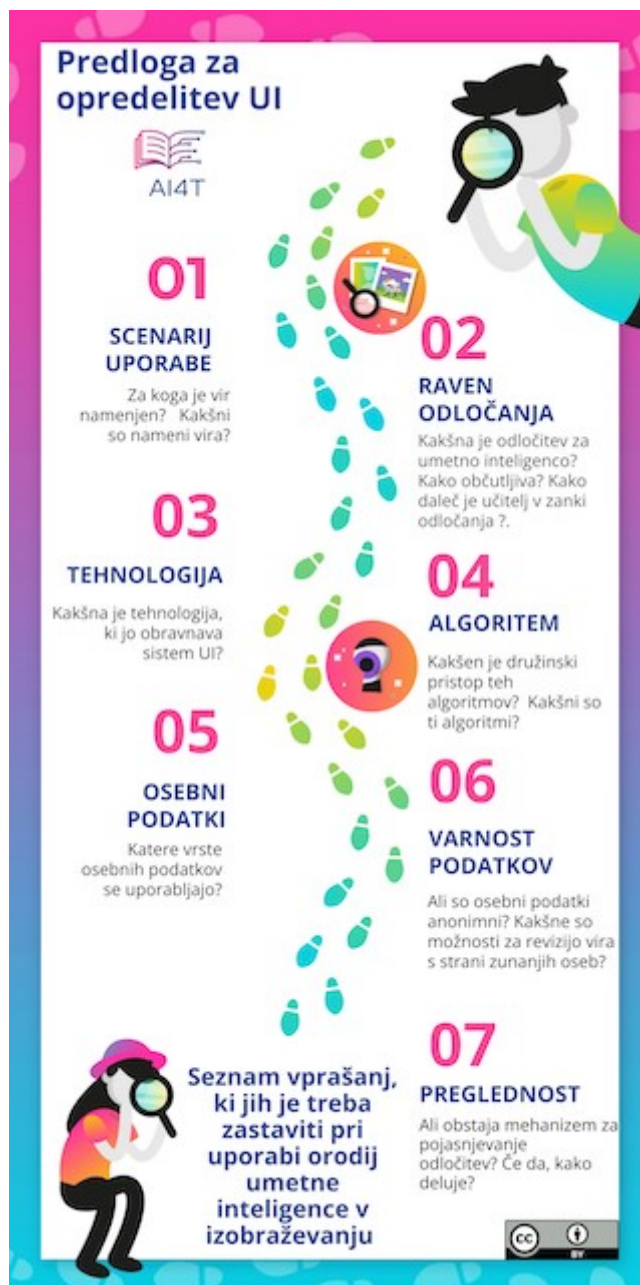 Predloga za
opredelitev UI
AI4T
01
SCENARIJ
UPORABE
Za koga je vir
namenjen? Kakšni
so nameni vira?
02
RAVEN
ODLOČANJA
Kakšna je odločitev za
umetno inteligenco?
Kako občutljiva? Kako
daleč je učitelj v zanki
odločanja ?.
03
TEHNOLOGIJA
Kakšna je tehnologija,
ki jo obravnava
sistem UI?
04
ALGORITEM
Kakšen je družinski
pristop teh
algoritmov? Kakšni so
ti algoritmi?
05
OSEBNI
PODATKI
Katere vrste
osebnih podatkov
se uporabljajo?
06
VARNOST
PODATKOV
Ali so osebni podatki
anonimni? Kakšne so
možnosti za revizijo vira
s strani zunanjih oseb?
07
PREGLEDNOST
Ali obstaja mehanizem za
pojasnjevanje
odločitev? Če da, kako
deluje?
Seznam vprašanj,
ki jih je treba
zastaviti pri
uporabi orodij
umetne
inteligence v
izobraževanju
cc
BY